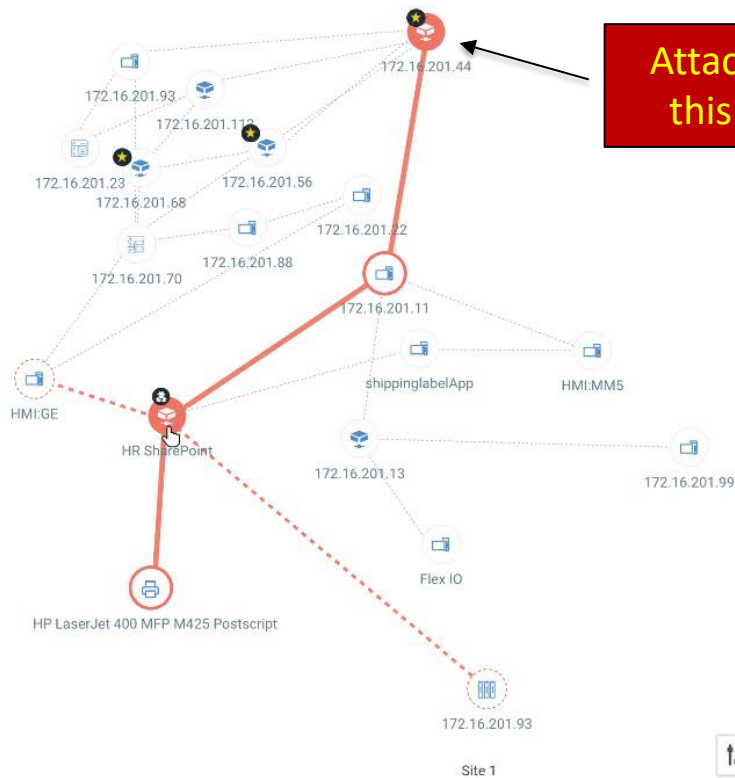 172.16.201.44
Attac
this
172.16.201.93
172.16.201.112
172.16.201.23
172.16.201.56
172.16.201.68
172.16.201.22
172.16.201.88
172.16.201.70
172.16.201.11
shippinglabelApp
HMI:MM5
HMI:GE
HR SharePoint
172.16.201.13
172.16.201.99
Flex IO
HP LaserJet 400 MFP M425 Postscript
172.16.201.93
Site 1